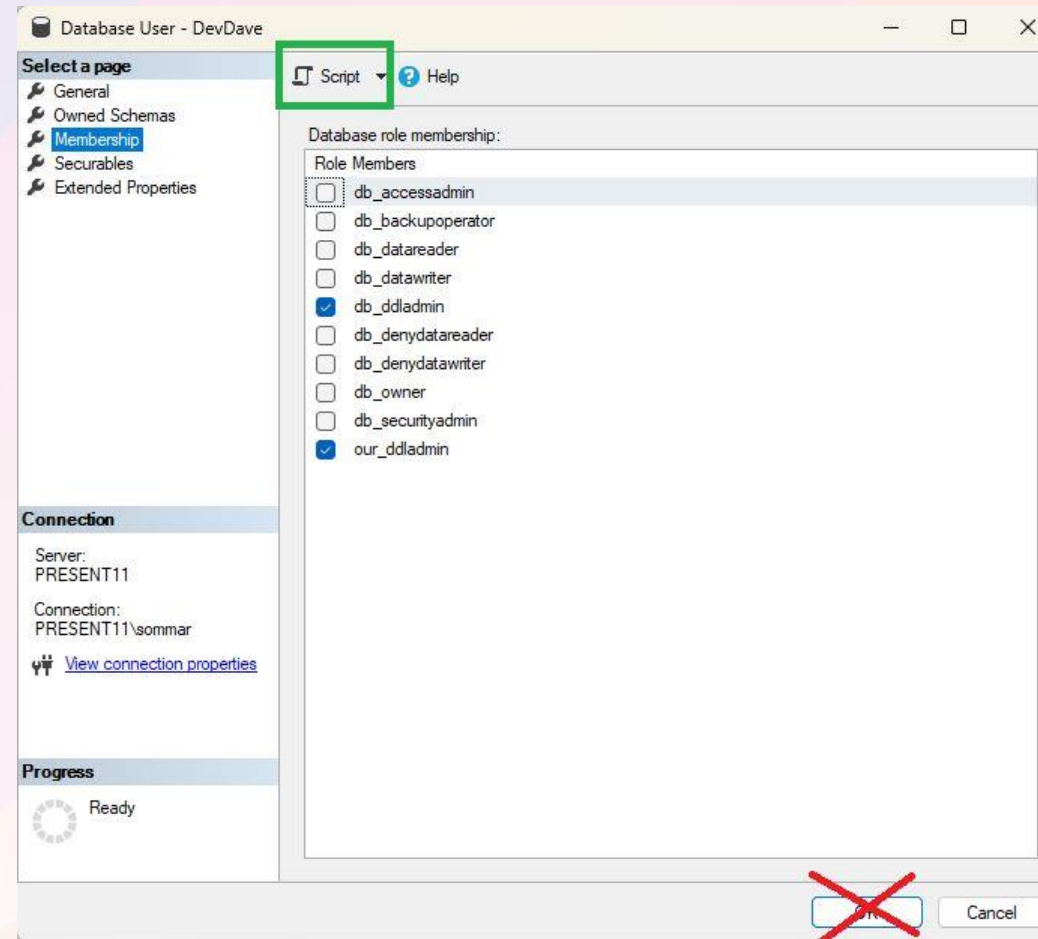 Database User - DevDave
Select a page
General
Owned Schemas
Membership
Securables
Extended Properties
Script
Help
Database role membership:
Role Members
db_accessadmin
db_backupoperator
db_datareader
db_datawriter
db_ddladmin
db_denydatareader
db_denydatawriter
db_owner
db_securityadmin
our_ddladmin
Connection
Server:
PRESENT11
Connection:
PRESENT11\sommar
View connection properties
Progress
Ready
Cancel